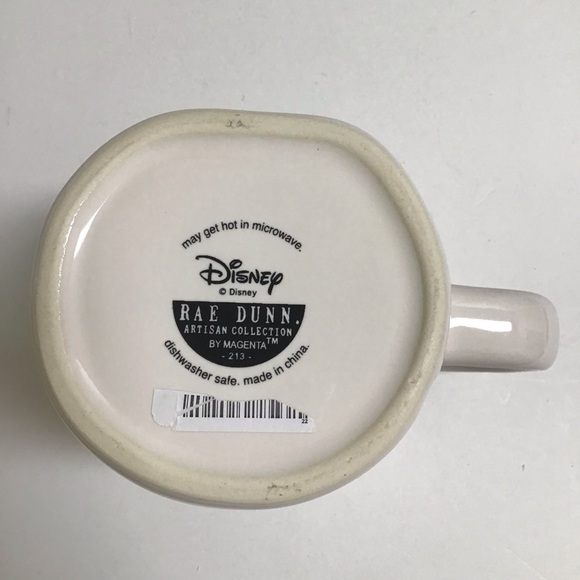 may get hot in microwave.
Disney
© Disney
RAE DUNN.
ARTISAN COLLECTION
BY MAGENTA™
- 213 -
dishwasher safe. made in china.
22